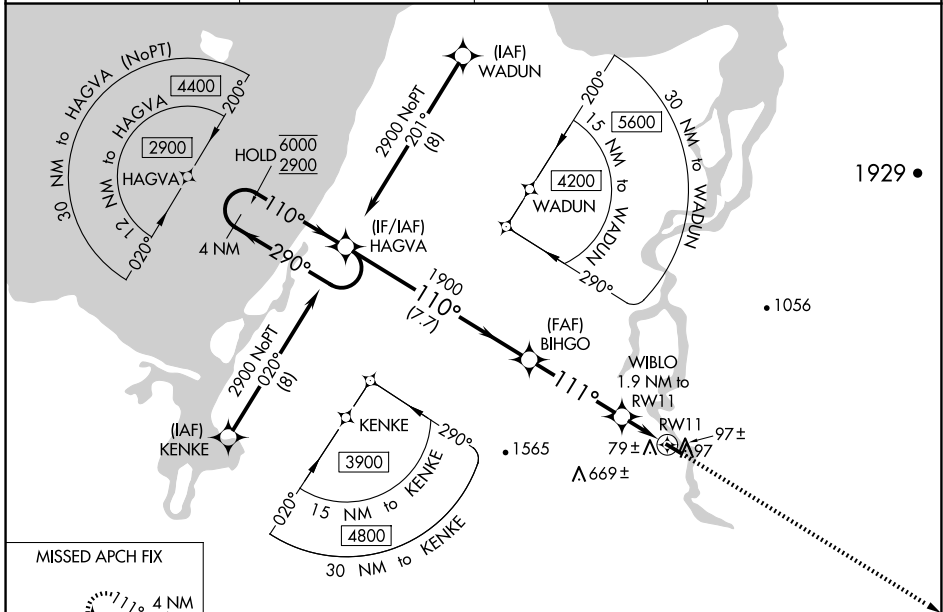 30 NM to HAGVA (NoPT)
4400
200°
12 NM to HAGVA
2900
HAGVA
020°
HOLD 6000
2900
4 NM
110°
290°
(IAF)
WADUN
2900 NoPT
201°
(8)
(IF/IAF)
HAGVA
200°
5600
30 NM to WADUN
15 NM to WADUN
4200
WADUN
290°
1929
1056
1900
110°
(7.7)
(FAF)
BIHGO
111°
WIBLO
1.9 NM to
RW11
RW11
97±
79±
97
1565
669±
2900 NoPT
020°
(8)
(IAF)
KENKE
KENKE
290°
3900
020°
15 NM to KENKE
4800
30 NM to KENKE
MISSED APCH FIX
111°
4 NM